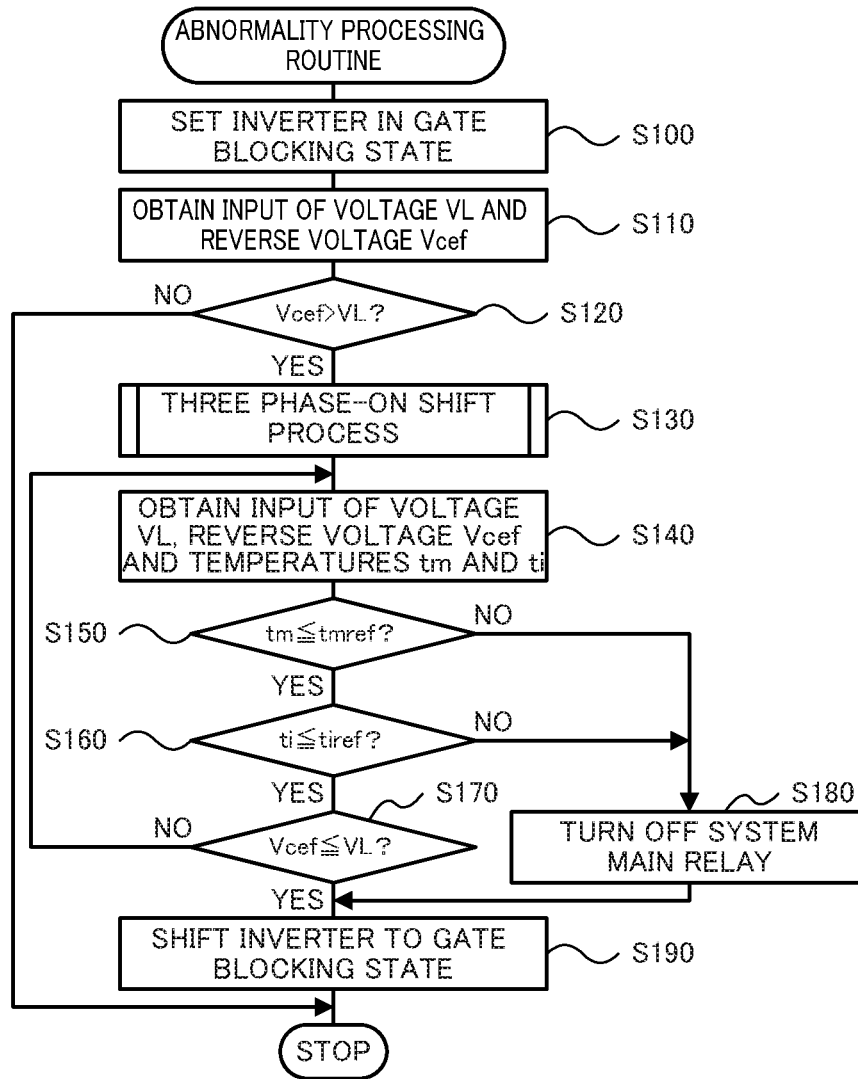 ABNORMALITY PROCESSING
ROUTINE
SET INVERTER IN GATE
BLOCKING STATE
S100
OBTAIN INPUT OF VOLTAGE VL AND
REVERSE VOLTAGE Vcef
S110
NO
Vcef>VL?
S120
YES
THREE PHASE-ON SHIFT
PROCESS
S130
OBTAIN INPUT OF VOLTAGE
VL, REVERSE VOLTAGE Vcef
AND TEMPERATURES tm AND ti
S140
S150
tm≦tmref?
NO
YES
S160
ti≦tiref?
NO
YES
S170
NO
Vcef≦VL?
S180
TURN OFF SYSTEM
MAIN RELAY
YES
SHIFT INVERTER TO GATE
BLOCKING STATE
S190
STOP